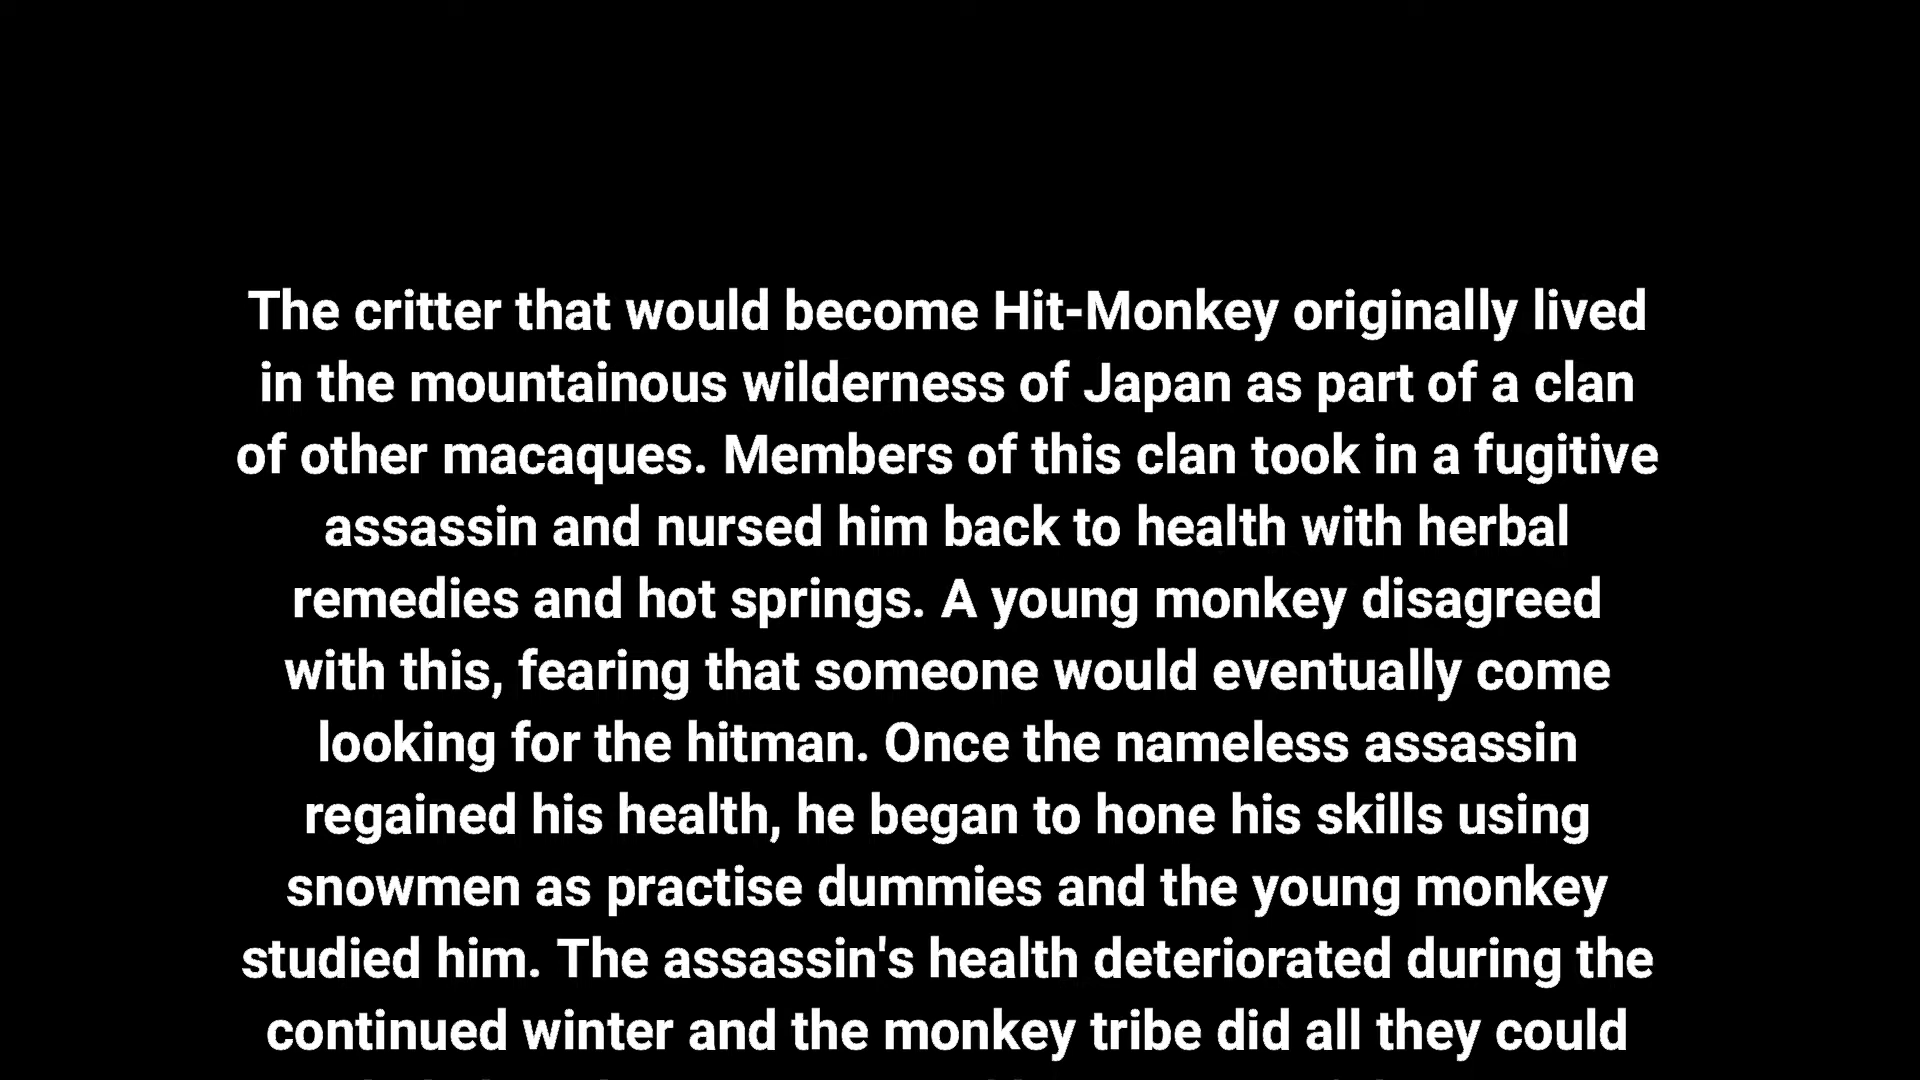 The critter that would become Hit-Monkey originally lived
in the mountainous wilderness of Japan as part of a clan
of other macaques. Members of this clan took in a fugitive
assassin and nursed him back to health with herbal
remedies and hot springs. A young monkey disagreed
with this, fearing that someone would eventually come
looking for the hitman. Once the nameless assassin
regained his health, he began to hone his skills using
snowmen as practise dummies and the young monkey
studied him. The assassin's health deteriorated during the
continued winter and the monkey tribe did all they could